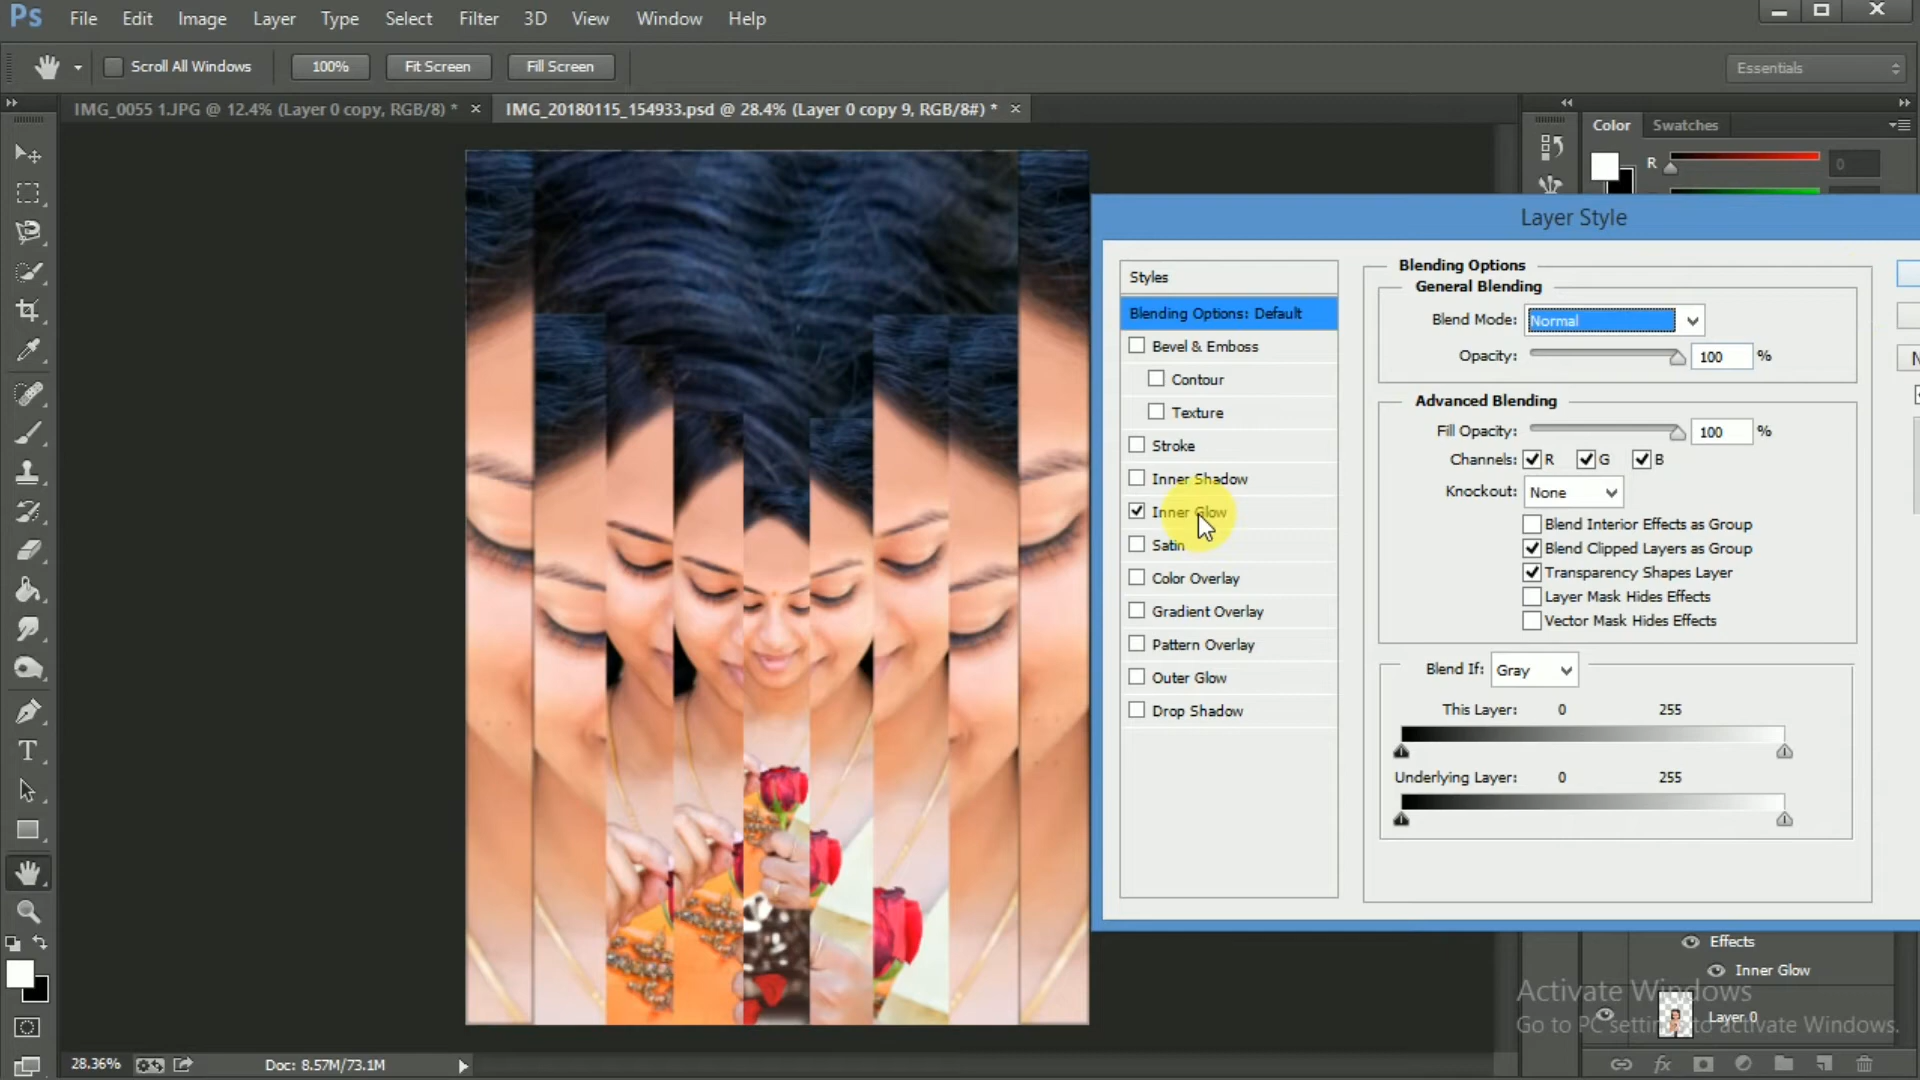 Ps File Edit Image Layer Type Select Filter 3D View Window Help
Scroll All Windows 100% Fit Screen Fill Screen Essentials
IMG_0055 1.JPG @ 12.4% (Layer 0 copy, RGB/8) * × IMG_20180115_154933.psd @ 28.4% (Layer 0 copy 9, RGB/8#) * ×
Color Swatches
R 0
Layer Style
Styles
Blending Options: Default
Bevel & Emboss
Contour
Texture
Stroke
Inner Shadow
Inner Glow
Satin
Color Overlay
Gradient Overlay
Pattern Overlay
Outer Glow
Drop Shadow
Blending Options
General Blending
Blend Mode: Normal
Opacity: 100 %
Advanced Blending
Fill Opacity: 100 %
Channels: R G B
Knockout: None
Blend Interior Effects as Group
Blend Clipped Layers as Group
Transparency Shapes Layer
Layer Mask Hides Effects
Vector Mask Hides Effects
Blend If: Gray
This Layer: 0 255
Underlying Layer: 0 255
N
Effects
Inner Glow
Layer 0
Activate Windows
Go to PC settings to activate Windows.
T
28.36% Doc: 8.57M/73.1M
fx